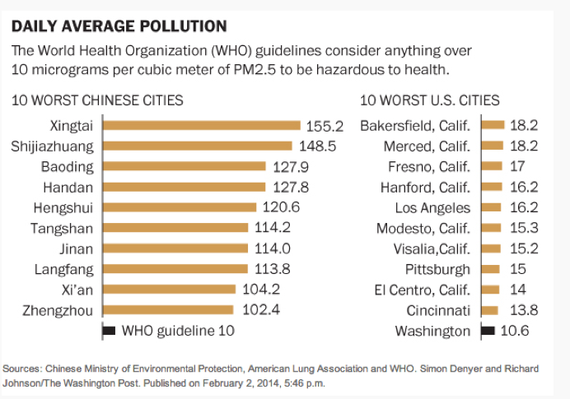 DAILY AVERAGE POLLUTION
The World Health Organization (WHO) guidelines consider anything over
10 micrograms per cubic meter of PM2.5 to be hazardous to health.
10 WORST CHINESE CITIES
Xingtai 155.2
Shijiazhuang 148.5
Baoding 127.9
Handan 127.8
Hengshui 120.6
Tangshan 114.2
Jinan 114.0
Langfang 113.8
Xi'an 104.2
Zhengzhou 102.4
WHO guideline 10
10 WORST U.S. CITIES
Bakersfield, Calif. 18.2
Merced, Calif. 18.2
Fresno, Calif. 17
Hanford, Calif. 16.2
Los Angeles 16.2
Modesto, Calif. 15.3
Visalia,Calif. 15.2
Pittsburgh 15
El Centro, Calif. 14
Cincinnati 13.8
Washington 10.6
Sources: Chinese Ministry of Environmental Protection, American Lung Association and WHO. Simon Denyer and Richard
Johnson/The Washington Post. Published on February 2, 2014, 5:46 p.m.